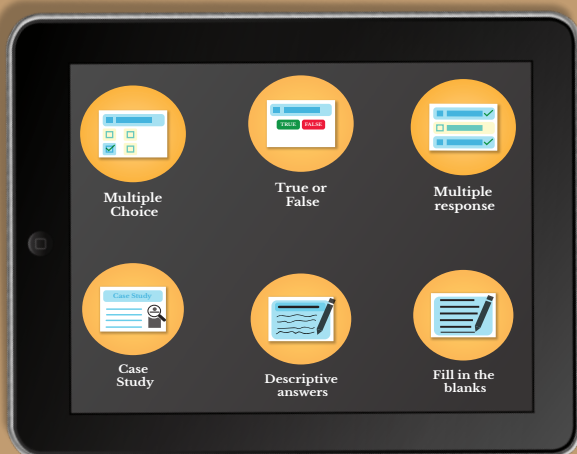 TRUE FALSE
Multiple
Choice
True or
False
Multiple
response
Case Study
Case
Study
Descriptive
answers
Fill in the
blanks